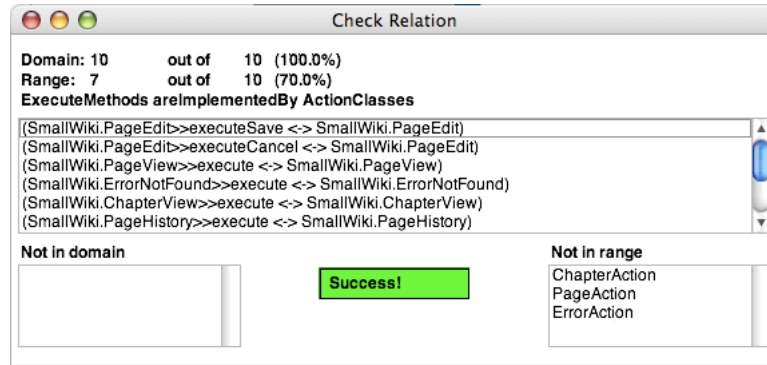 Check Relation
Domain: 10 out of 10 (100.0%)
Range: 7 out of 10 (70.0%)
ExecuteMethods areImplementedBy ActionClasses
(SmallWiki.PageEdit>>executeSave <-> SmallWiki.PageEdit)
(SmallWiki.PageEdit>>executeCancel <-> SmallWiki.PageEdit)
(SmallWiki.PageView>>execute <-> SmallWiki.PageView)
(SmallWiki.ErrorNotFound>>execute <-> SmallWiki.ErrorNotFound)
(SmallWiki.ChapterView>>execute <-> SmallWiki.ChapterView)
(SmallWiki.PageHistory>>execute <-> SmallWiki.PageHistory)
Not in domain
Success!
Not in range
ChapterAction
PageAction
ErrorAction